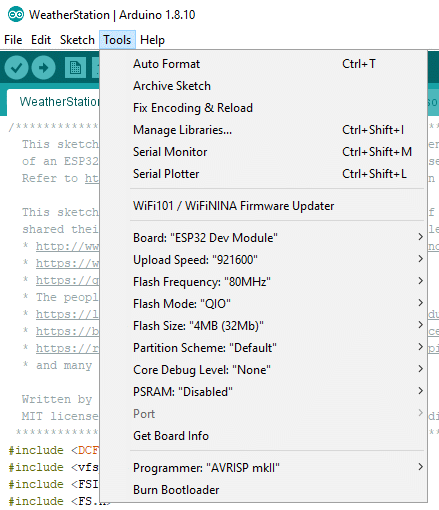 WeatherStation | Arduino 1.8.10
File Edit Sketch Tools Help
Auto Format Ctrl+T
WeatherStation
Archive Sketch
Fix Encoding & Reload
Manage Libraries... Ctrl+Shift+I
This sketch
Serial Monitor Ctrl+Shift+M
of an ESP32
Serial Plotter Ctrl+Shift+L
Refer to
WiFi101 / WiFiNINA Firmware Updater
This sketch
shared their
Board: "ESP32 Dev Module"
* http://www
Upload Speed: "921600"
* https://w
Flash Frequency: "80MHz"
* https://q
Flash Mode: "QIO"
* The peopl
Flash Size: "4MB (32Mb)"
* https://l
* https://b
Partition Scheme: "Default"
* https://r
Core Debug Level: "None"
* and many
PSRAM: "Disabled"
Written by
Port
MIT license
Get Board Info
#include <DCF
#include <vfs
Programmer: "AVRISP mkII"
#include <FSI
Burn Bootloader
#include <FS.H>